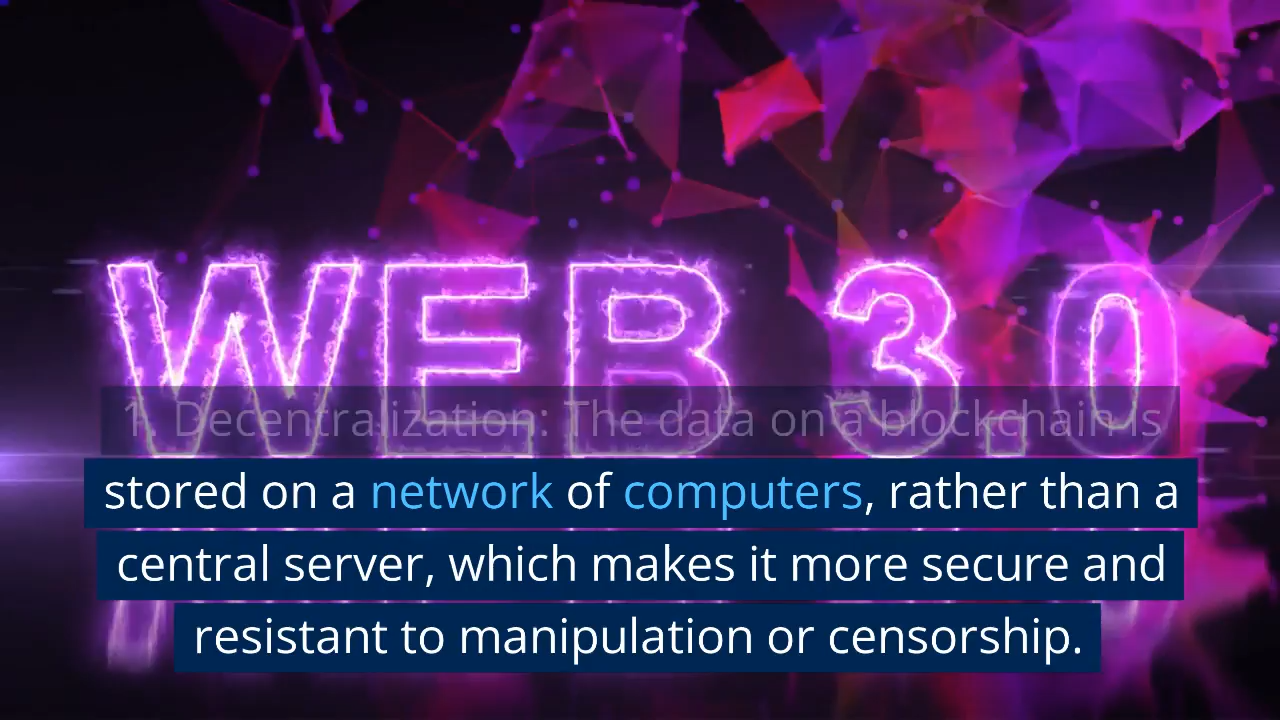 WEB 3.0
1. Decentralization: The data on a blockchain is
stored on a network of computers, rather than a
central server, which makes it more secure and
resistant to manipulation or censorship.